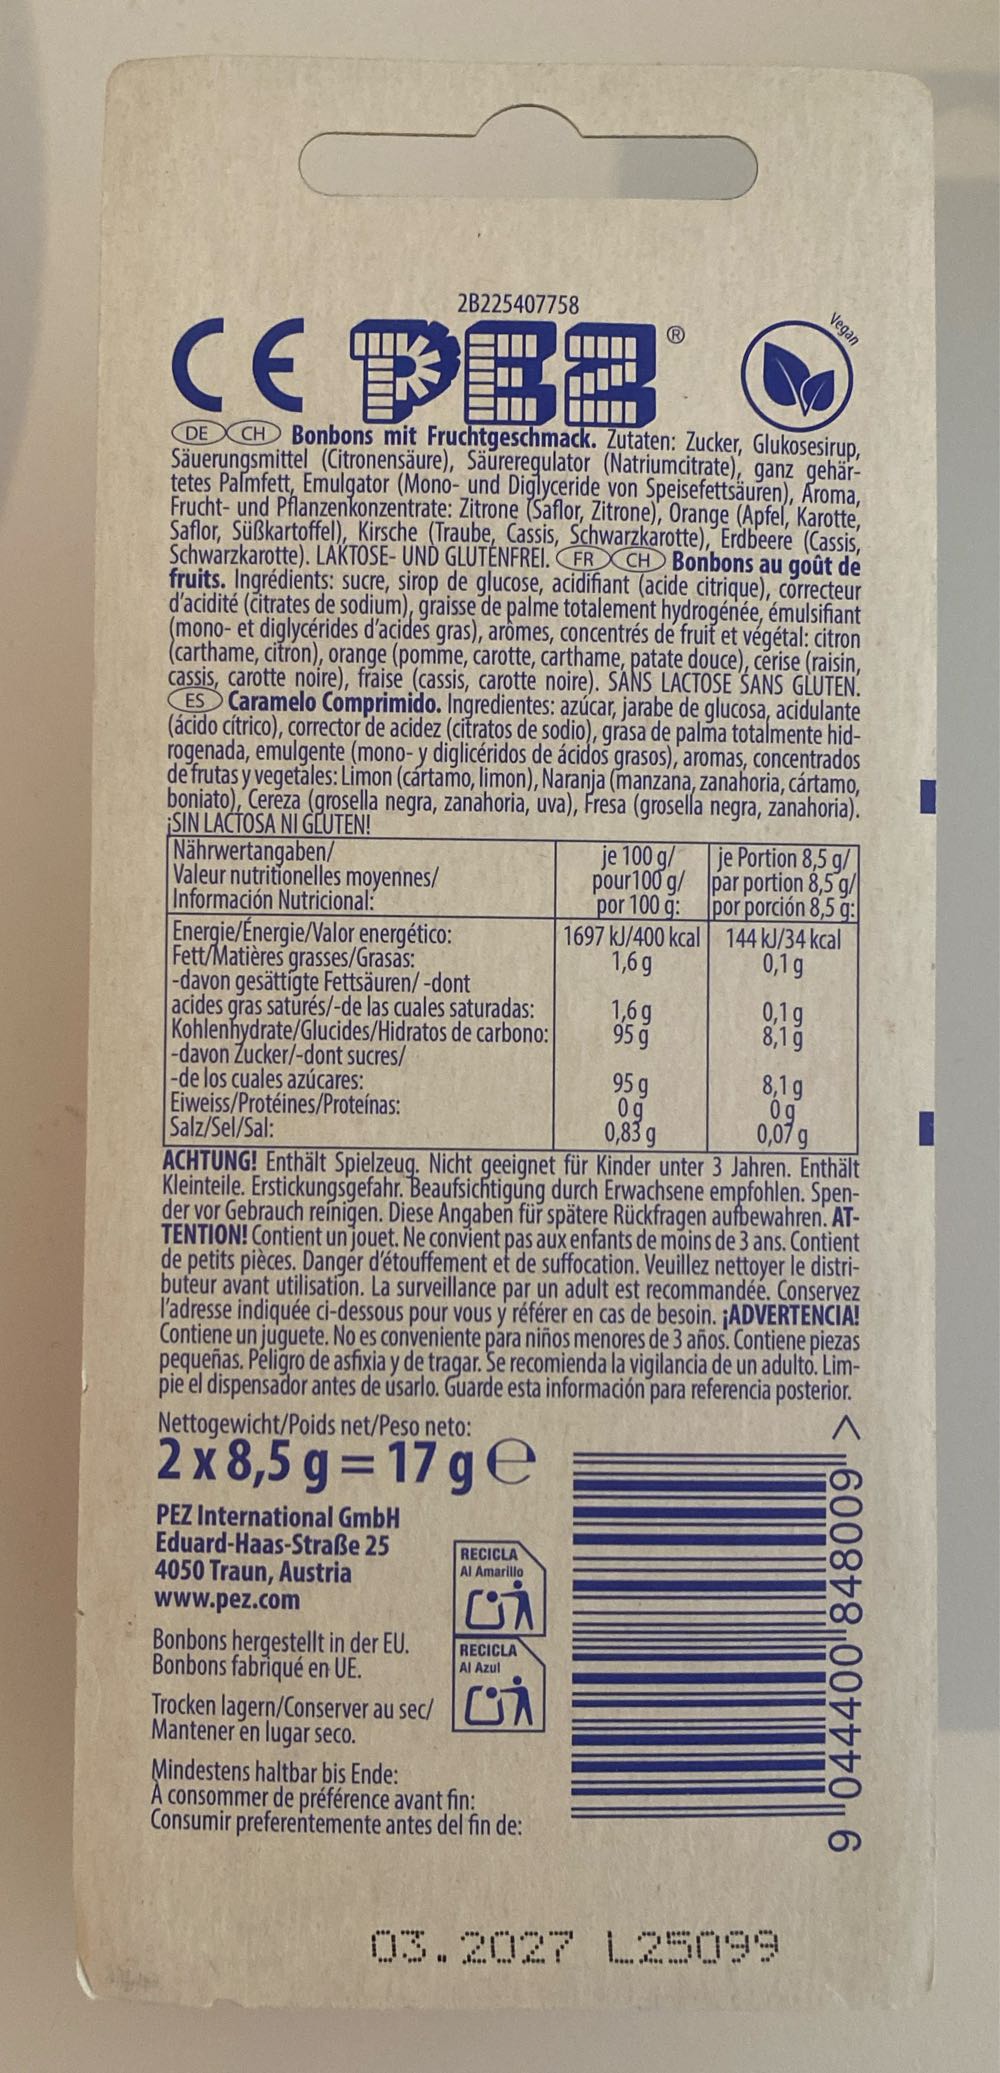 2B225407758
CE PEZ ® Vegan
DE CH Bonbons mit Fruchtgeschmack. Zutaten: Zucker, Glukosesirup,
Säuerungsmittel (Citronensäure), Säureregulator (Natriumcitrate), ganz gehär-
tetes Palmfett, Emulgator (Mono- und Diglyceride von Speisefettsäuren), Aroma,
Frucht- und Pflanzenkonzentrate: Zitrone (Saflor, Zitrone), Orange (Apfel, Karotte,
Saflor, Süßkartoffel), Kirsche (Traube, Cassis, Schwarzkarotte), Erdbeere (Cassis,
Schwarzkarotte). LAKTOSE- UND GLUTENFREI. FR CH Bonbons au goût de
fruits. Ingrédients: sucre, sirop de glucose, acidifiant (acide citrique), correcteur
d'acidité (citrates de sodium), graisse de palme totalement hydrogénée, émulsifiant
(mono- et diglycérides d'acides gras), arômes, concentrés de fruit et végétal: citron
(carthame, citron), orange (pomme, carotte, carthame, patate douce), cerise (raisin,
cassis, carotte noire), fraise (cassis, carotte noire). SANS LACTOSE SANS GLUTEN.
ES Caramelo Comprimido. Ingredientes: azúcar, jarabe de glucosa, acidulante
(ácido cítrico), corrector de acidez (citratos de sodio), grasa de palma totalmente hid-
rogenada, emulgente (mono- y diglicéridos de ácidos grasos), aromas, concentrados
de frutas y vegetales: Limon (cártamo, limon), Naranja (manzana, zanahoria, cártamo,
boniato), Cereza (grosella negra, zanahoria, uva), Fresa (grosella negra, zanahoria).
¡SIN LACTOSA NI GLUTEN!
Nährwertangaben/ je 100 g/ je Portion 8,5 g/
Valeur nutritionelles moyennes/ pour100 g/ par portion 8,5 g/
Información Nutricional: por 100 g: por porción 8,5 g:
Energie/Énergie/Valor energético: 1697 kJ/400 kcal 144 kJ/34 kcal
Fett/Matières grasses/Grasas: 1,6 g 0,1 g
-davon gesättigte Fettsäuren/ -dont
acides gras saturés/-de las cuales saturadas: 1,6 g 0,1 g
Kohlenhydrate/Glucides/Hidratos de carbono: 95 g 8,1 g
-davon Zucker/-dont sucres/
-de los cuales azúcares: 95 g 8,1 g
Eiweiss/Protéines/Proteínas: 0 g 0 g
Salz/Sel/Sal: 0,83 g 0,07 g
ACHTUNG! Enthält Spielzeug. Nicht geeignet für Kinder unter 3 Jahren. Enthält
Kleinteile. Erstickungsgefahr. Beaufsichtigung durch Erwachsene empfohlen. Spen-
der vor Gebrauch reinigen. Diese Angaben für spätere Rückfragen aufbewahren. AT-
TENTION! Contient un jouet. Ne convient pas aux enfants de moins de 3 ans. Contient
de petits pièces. Danger d'étouffement et de suffocation. Veuillez nettoyer le distri-
buteur avant utilisation. La surveillance par un adult est recommandée. Conservez
l'adresse indiquée ci-dessous pour vous y référer en cas de besoin. ¡ADVERTENCIA!
Contiene un juguete. No es conveniente para niños menores de 3 años. Contiene piezas
pequeñas. Peligro de asfixia y de tragar. Se recomienda la vigilancia de un adulto. Lim-
pie el dispensador antes de usarlo. Guarde esta información para referencia posterior.
Nettogewicht/Poids net/Peso neto:
2 x 8,5 g = 17 g e
PEZ International GmbH
Eduard-Haas-Straße 25
4050 Traun, Austria
www.pez.com
RECICLA
Al Amarillo
RECICLA
Al Azul
Bonbons hergestellt in der EU.
Bonbons fabriqué en UE.
Trocken lagern/Conserver au sec/
Mantener en lugar seco.
Mindestens haltbar bis Ende:
À consommer de préférence avant fin:
Consumir preferentemente antes del fin de:
9 044400 848009 >
03.2027 L25099